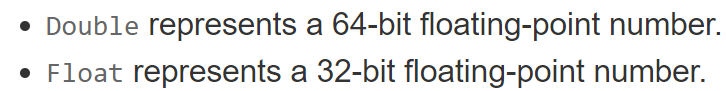 • Double represents a 64-bit floating-point number.
• Float represents a 32-bit floating-point number.